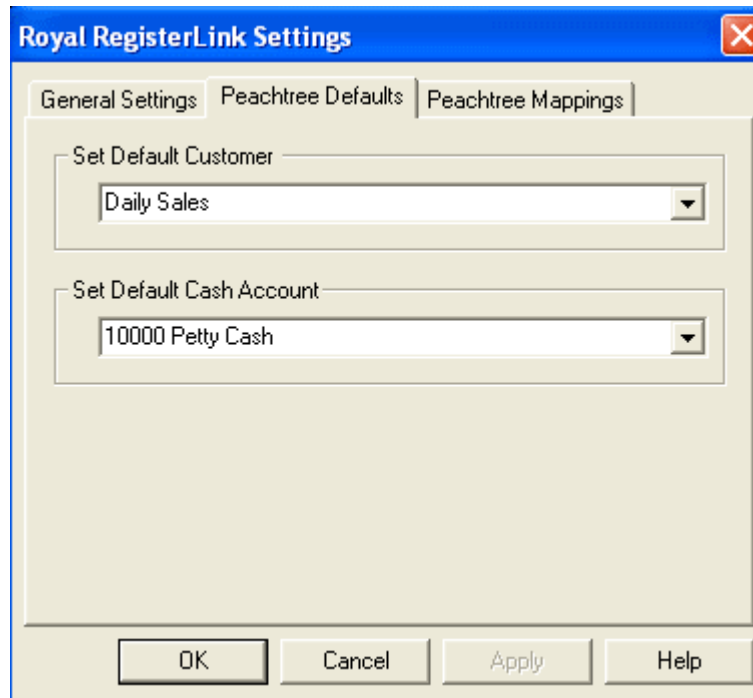 Royal RegisterLink Settings
General Settings Peachtree Defaults Peachtree Mappings
Set Default Customer
Daily Sales
Set Default Cash Account
10000 Petty Cash
OK Cancel Apply Help